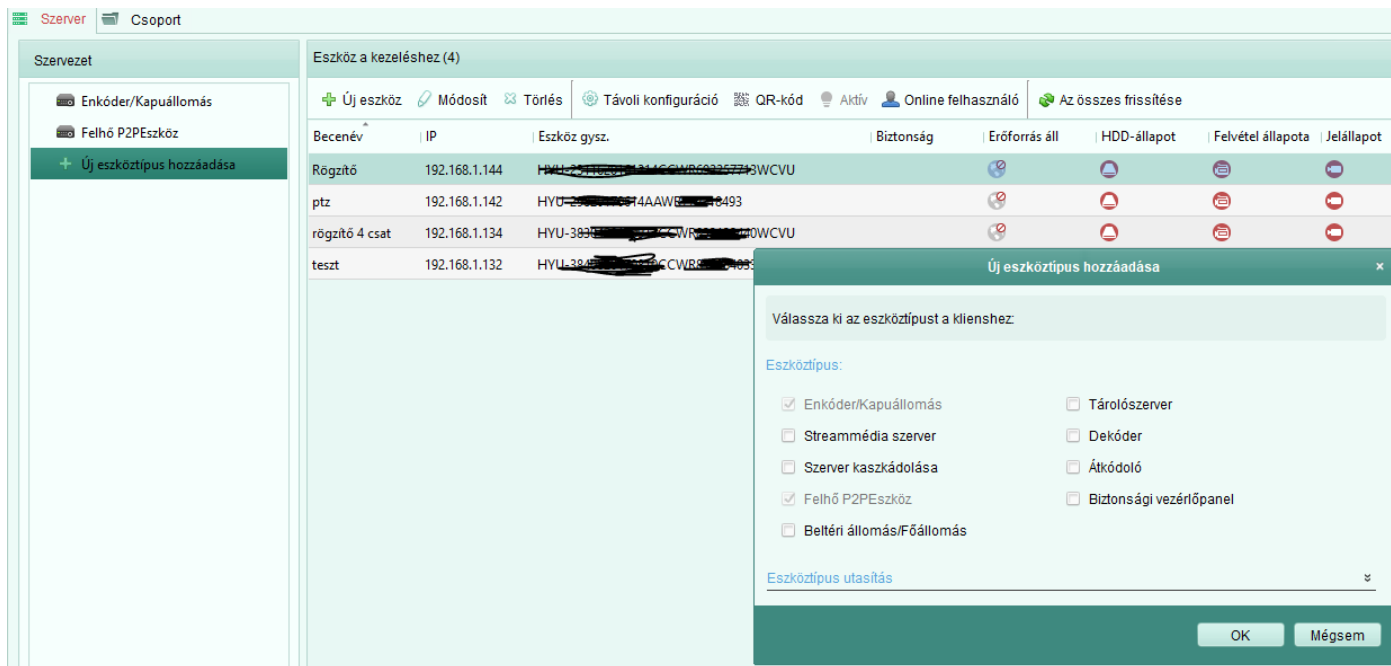 Szerver Csoport
Szervezet
Enkóder/Kapuállomás
Felhő P2PEszköz
Új eszköztípus hozzáadása
Eszköz a kezeléshez (4)
Új eszköz Módosít Törlés Távoli konfiguráció QR-kód Aktív Online felhasználó Az összes frissítése
Becenév IP Eszköz gysz. Biztonság Erőforrás áll HDD-állapot Felvétel állapota Jelállapot
Rögzítő 192.168.1.144 WCVU
ptz 192.168.1.142 8493
rögzítő 4 csat 192.168.1.134 WCVU
teszt 192.168.1.132
Új eszköztípus hozzáadása x
Válassza ki az eszköztípust a klienshez:
Eszköztípus:
Enkóder/Kapuállomás Tárolószerver
Streammédia szerver Dekóder
Szerver kaszkádolása Átkódoló
Felhő P2PEszköz Biztonsági vezérlőpanel
Beltéri állomás/Főállomás
Eszköztípus utasítás
OK Mégsem